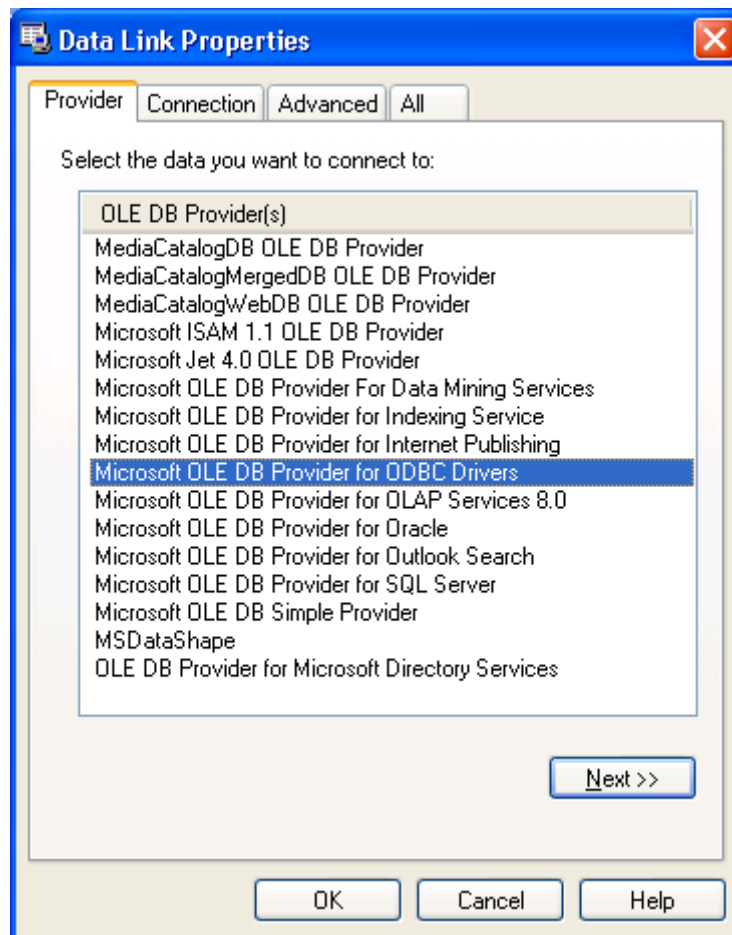 Data Link Properties
Provider Connection Advanced All
Select the data you want to connect to:
OLE DB Provider(s)
MediaCatalogDB OLE DB Provider
MediaCatalogMergedDB OLE DB Provider
MediaCatalogWebDB OLE DB Provider
Microsoft ISAM 1.1 OLE DB Provider
Microsoft Jet 4.0 OLE DB Provider
Microsoft OLE DB Provider For Data Mining Services
Microsoft OLE DB Provider for Indexing Service
Microsoft OLE DB Provider for Internet Publishing
Microsoft OLE DB Provider for ODBC Drivers
Microsoft OLE DB Provider for OLAP Services 8.0
Microsoft OLE DB Provider for Oracle
Microsoft OLE DB Provider for Outlook Search
Microsoft OLE DB Provider for SQL Server
Microsoft OLE DB Simple Provider
MSDataShape
OLE DB Provider for Microsoft Directory Services
Next >>
OK Cancel Help